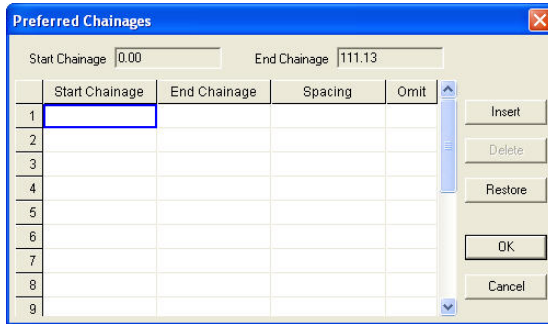 Preferred Chainages
Start Chainage 0.00 End Chainage 111.13
Start Chainage End Chainage Spacing Omit
1
Insert
2
Delete
3
4
Restore
5
6
OK
7
8
Cancel
9